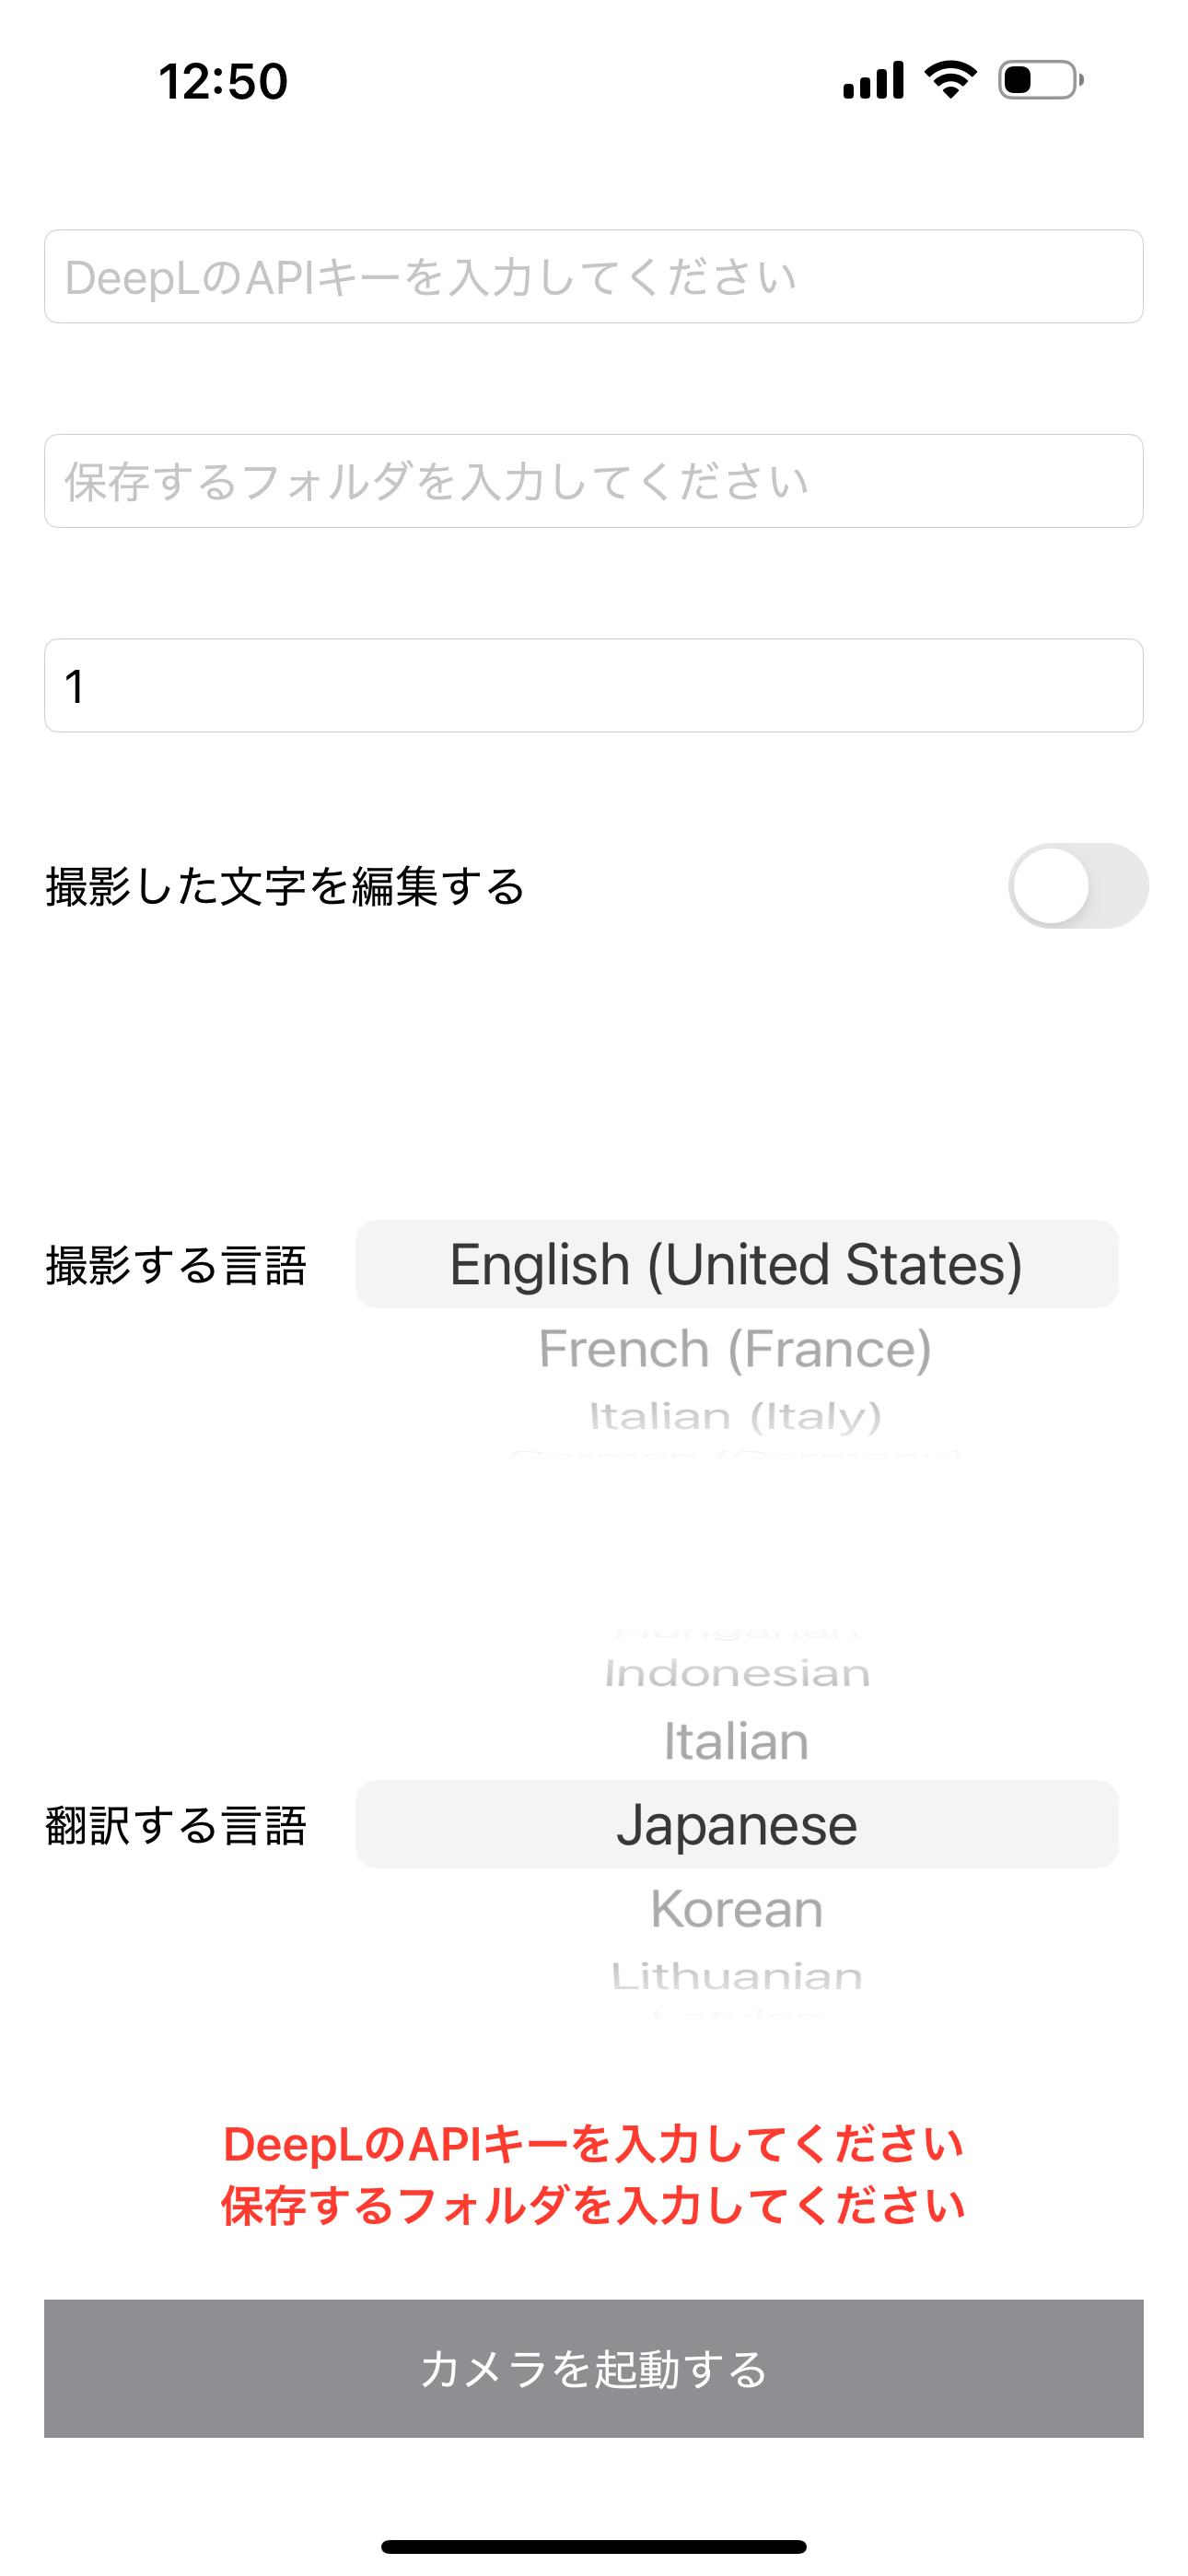 12:50
DeepLのAPIキーを入力してください
保存するフォルダを入力してください
1
撮影した文字を編集する
撮影する言語
English (United States)
French (France)
Italian (Italy)
German (Germany)
Hungarian
Indonesian
Italian
翻訳する言語
Japanese
Korean
Lithuanian
Latvian
DeepLのAPIキーを入力してください
保存するフォルダを入力してください
カメラを起動する